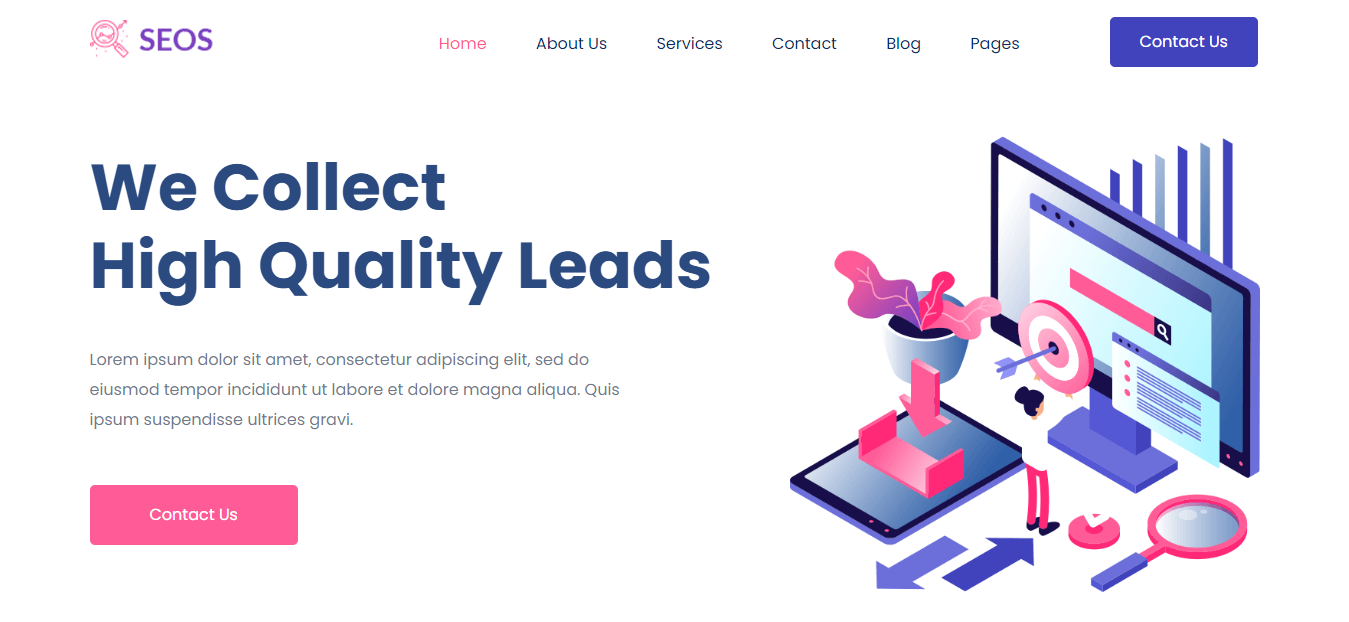 SEOS
Home About Us Services Contact Blog Pages Contact Us
We Collect
High Quality Leads
Lorem ipsum dolor sit amet, consectetur adipiscing elit, sed do
eiusmod tempor incididunt ut labore et dolore magna aliqua. Quis
ipsum suspendisse ultrices gravi.
Contact Us